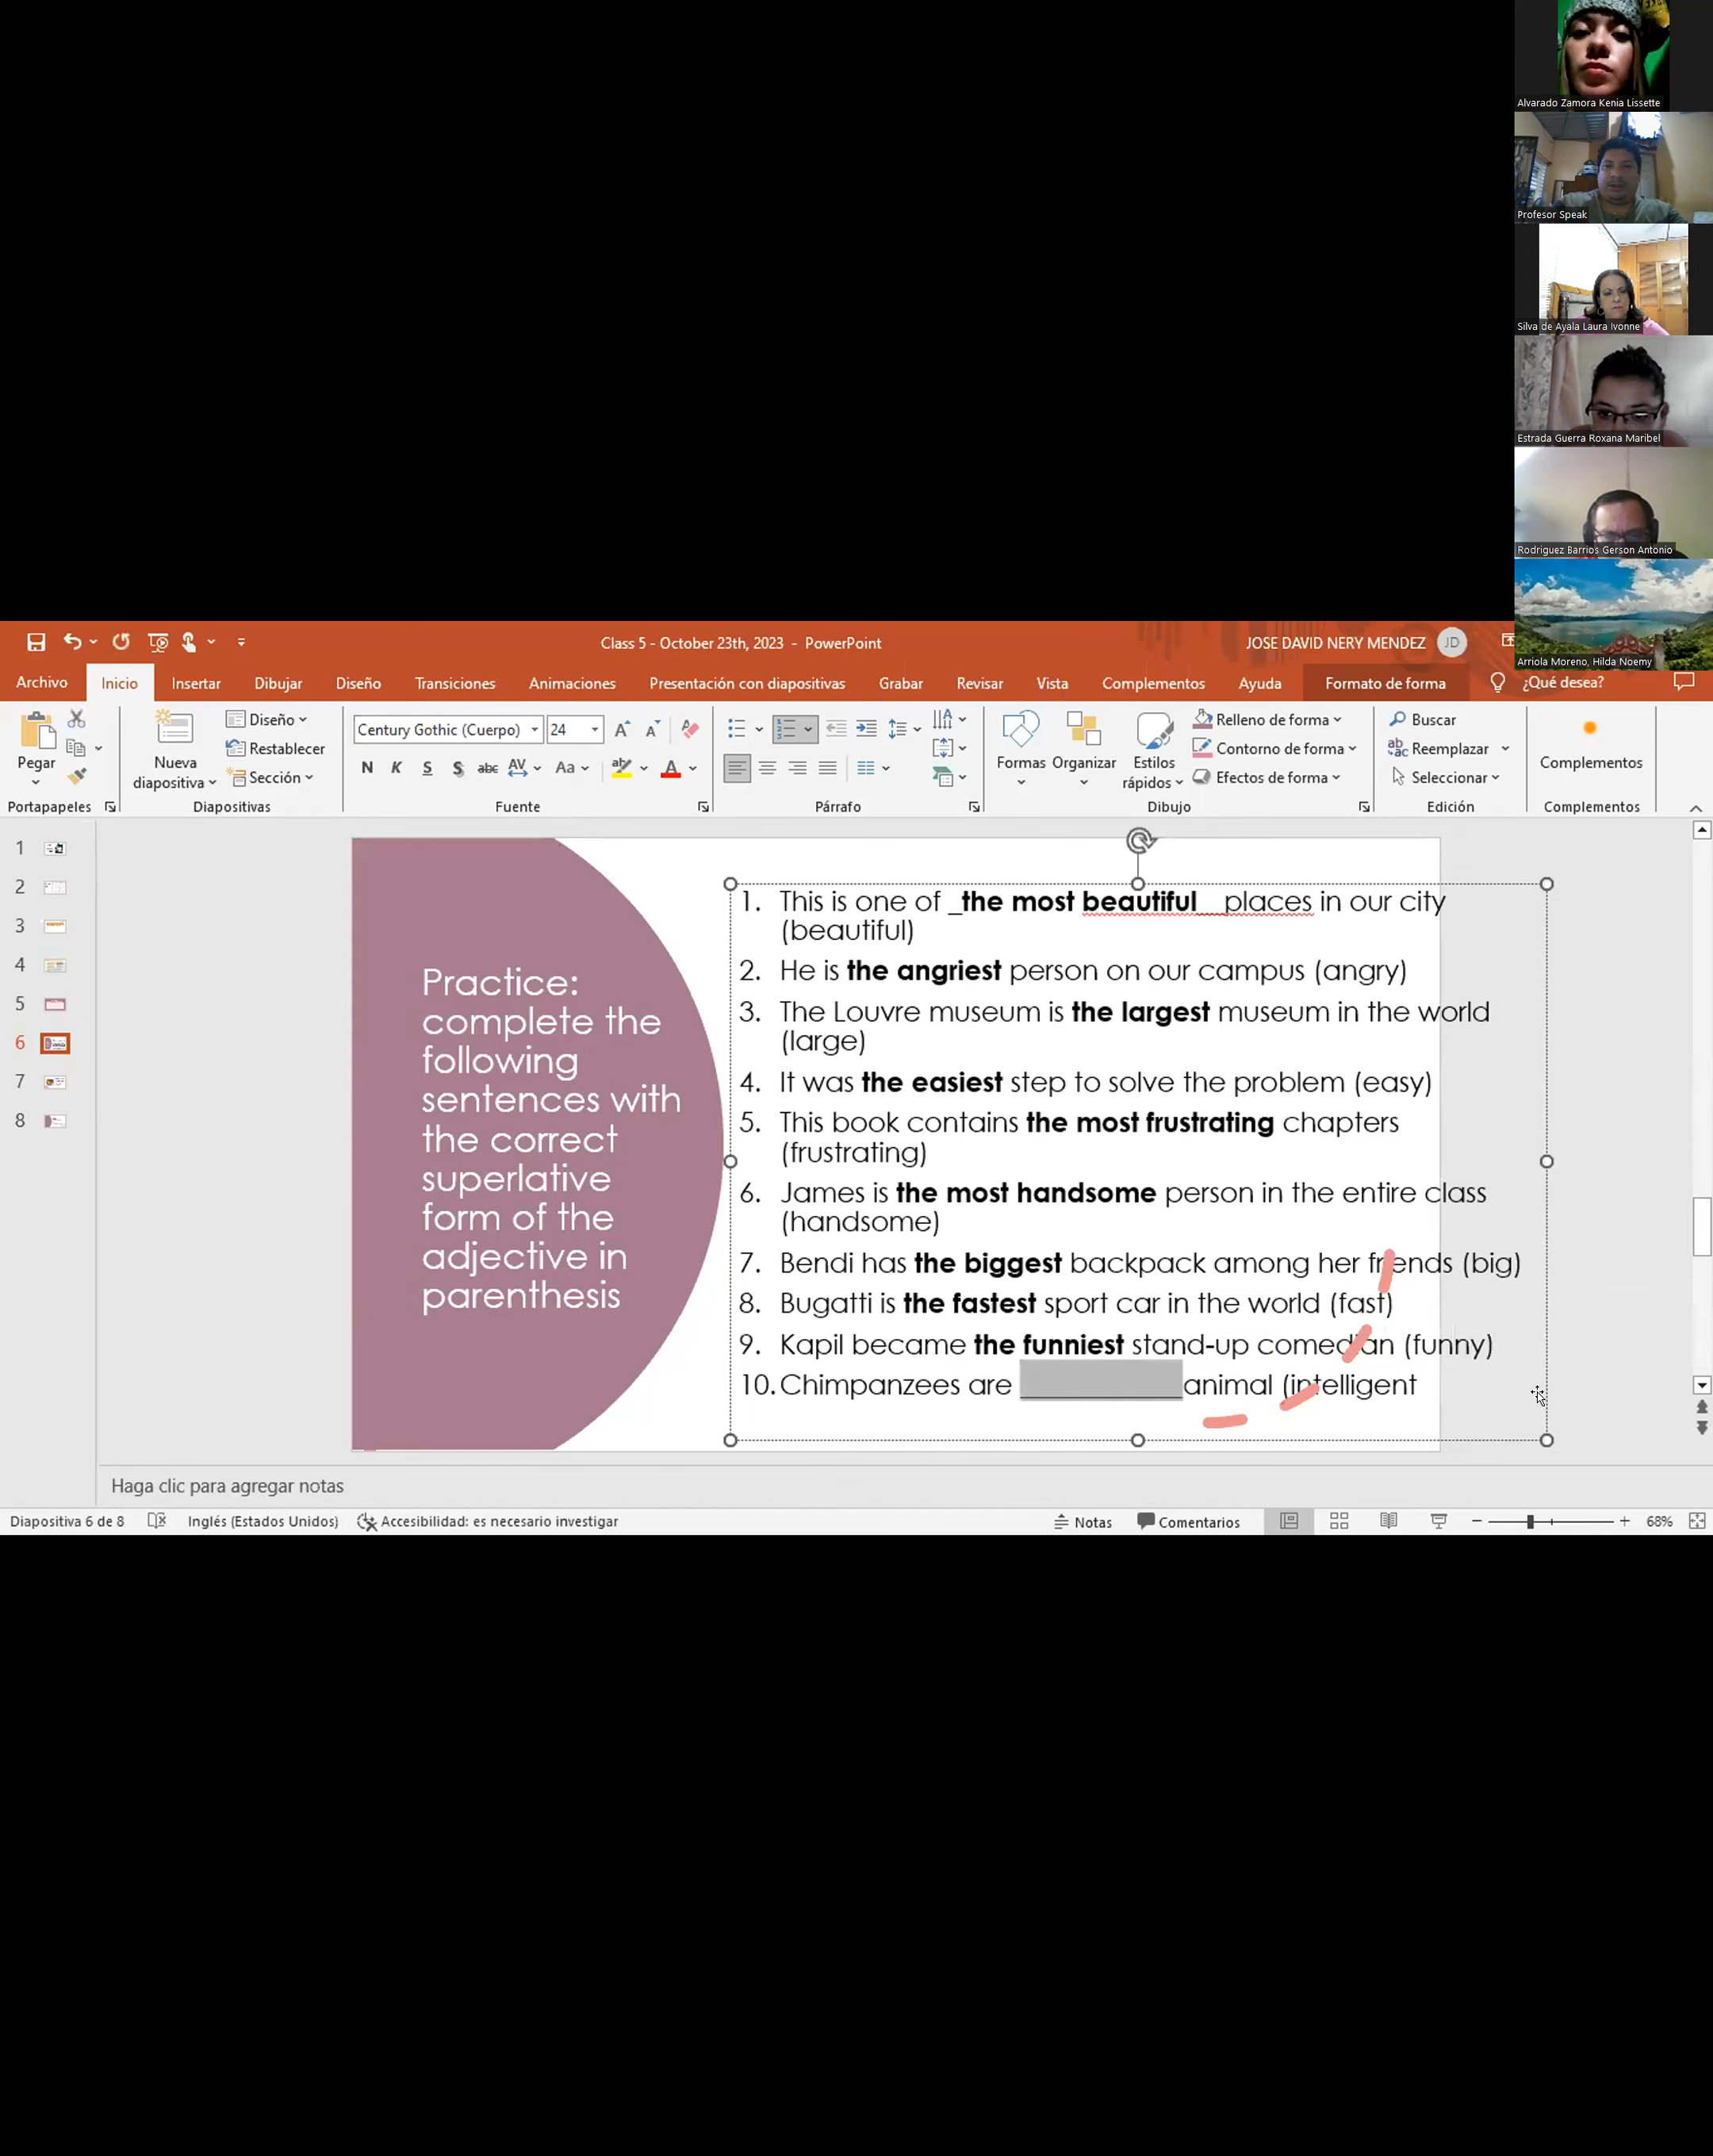 Alvarado Zamora Kenia Lissette
Profesor Speak
Silva de Ayala Laura Ivonne
Estrada Guerra Roxana Maribel
Rodriguez Barrios Gerson Antonio
Arriola Moreno, Hilda Noemy
Class 5 - October 23th, 2023 - PowerPoint
JOSE DAVID NERY MENDEZ
JD
Archivo Inicio Insertar Dibujar Diseño Transiciones Animaciones Presentación con diapositivas Grabar Revisar Vista Complementos Ayuda Formato de forma ¿Qué desea?
Pegar
Portapapeles
Nueva
diapositiva
Diseño
Restablecer
Sección
Diapositivas
Century Gothic (Cuerpo) 24
N K S S abc AV Aa
Fuente
Párrafo
Formas
Organizar
Estilos
rápidos
Relleno de forma
Contorno de forma
Efectos de forma
Dibujo
Buscar
Reemplazar
Seleccionar
Edición
Complementos
Complementos
1
2
3
4
5
6
7
8
Practice:
complete the
following
sentences with
the correct
superlative
form of the
adjective in
parenthesis
1. This is one of _the most beautiful__places in our city
(beautiful)
2. He is the angriest person on our campus (angry)
3. The Louvre museum is the largest museum in the world
(large)
4. It was the easiest step to solve the problem (easy)
5. This book contains the most frustrating chapters
(frustrating)
6. James is the most handsome person in the entire class
(handsome)
7. Bendi has the biggest backpack among her friends (big)
8. Bugatti is the fastest sport car in the world (fast)
9. Kapil became the funniest stand-up comedian (funny)
10. Chimpanzees are ___________animal (intelligent
Haga clic para agregar notas
Diapositiva 6 de 8 Inglés (Estados Unidos) Accesibilidad: es necesario investigar Notas Comentarios 68%